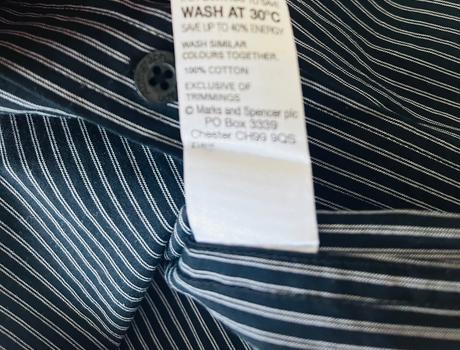 WASH AT 30°C
SAVE UP TO 40% ENERGY
WASH SIMILAR
COLOURS TOGETHER.
100% COTTON
EXCLUSIVE OF
TRIMMINGS
© Marks and Spencer plc
PO Box 3339
Chester CH99 9QS